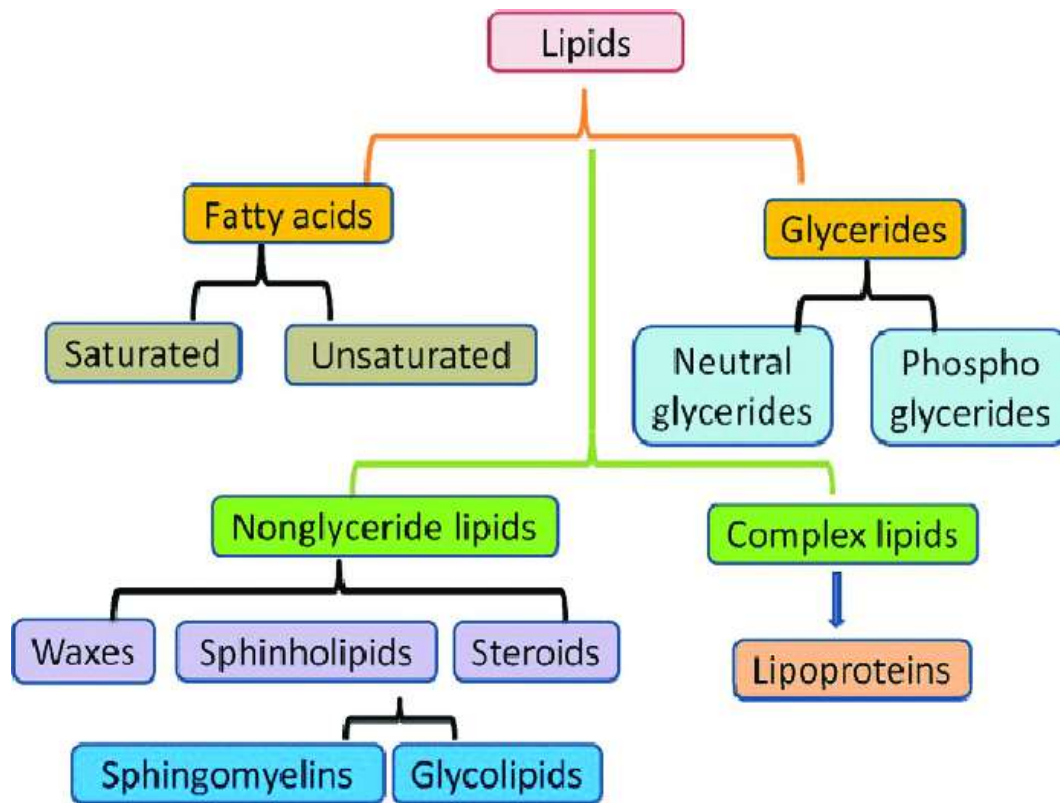 Lipids
Fatty acids
Glycerides
Saturated
Unsaturated
Neutral
glycerides
Phospho
glycerides
Nonglyceride lipids
Complex lipids
Waxes
Sphinholipids
Steroids
Lipoproteins
Sphingomyelins
Glycolipids